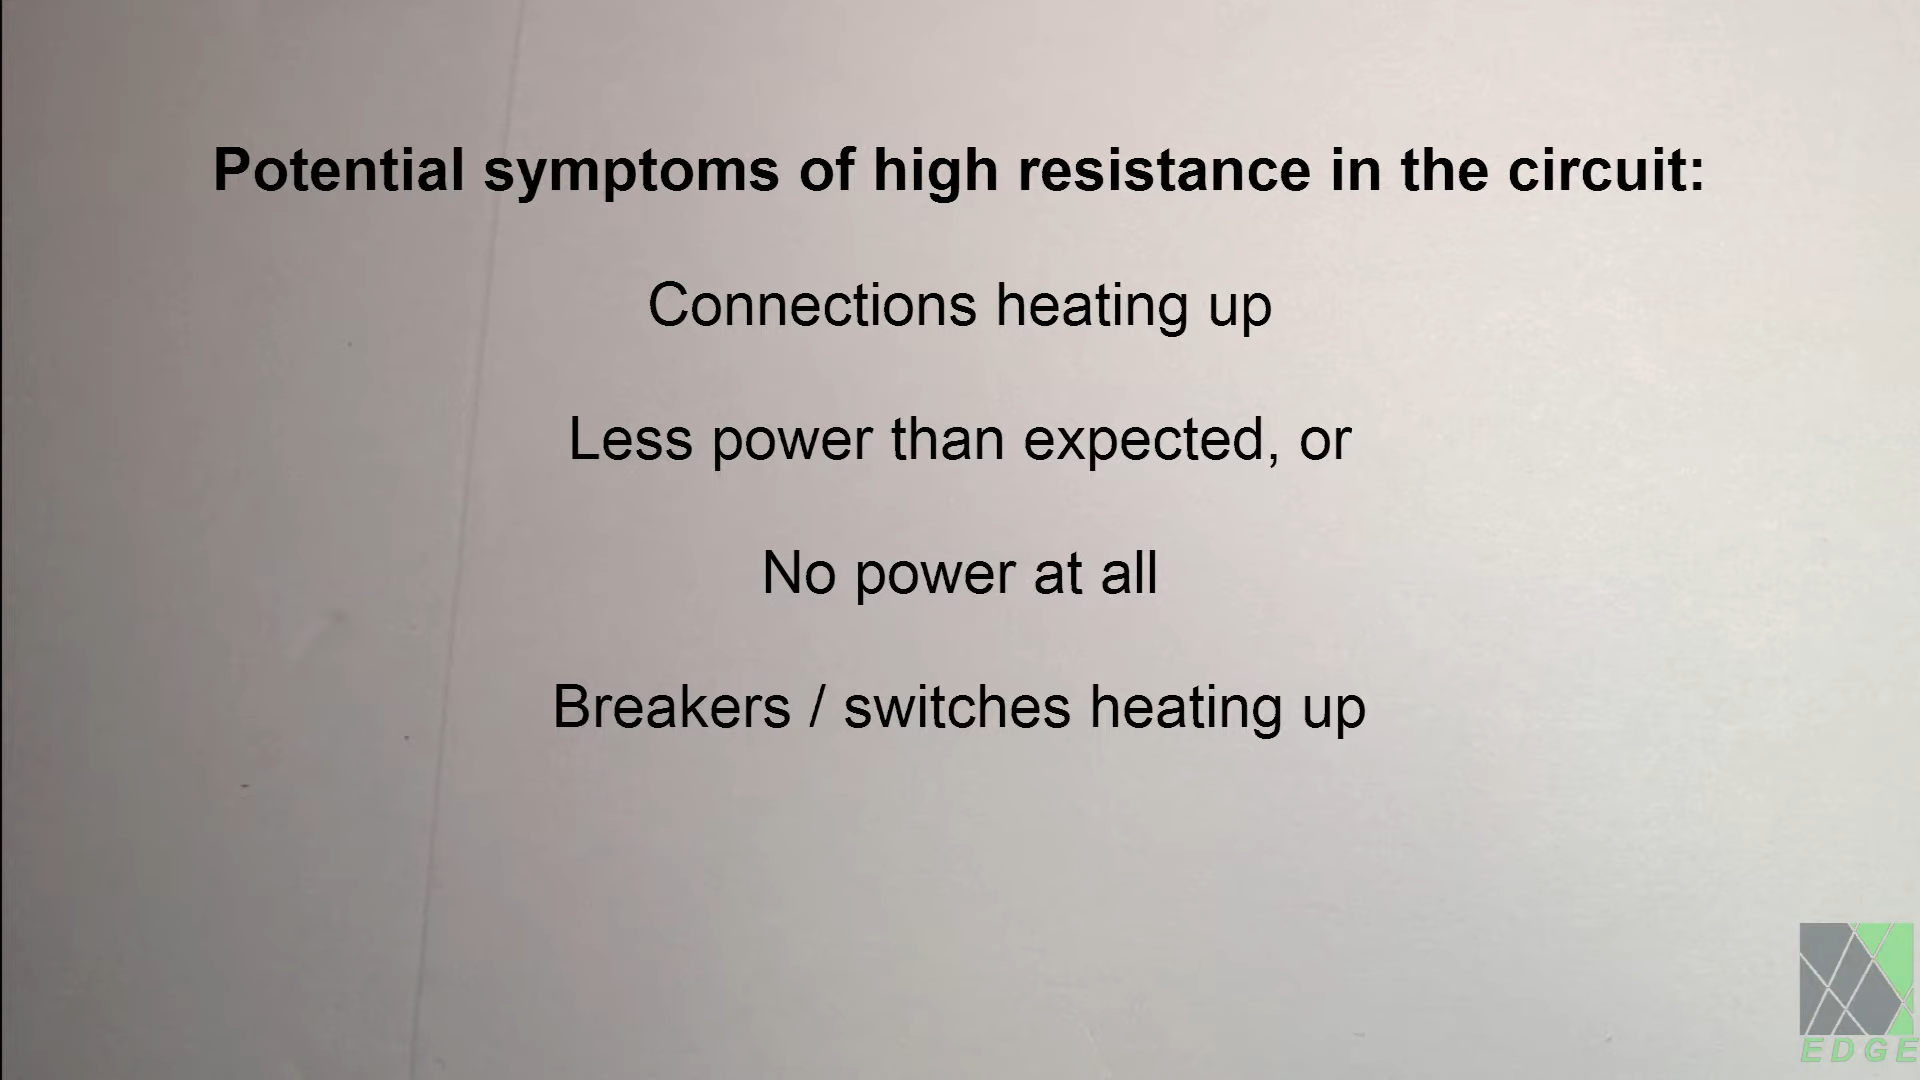 Potential symptoms of high resistance in the circuit:
Connections heating up
Less power than expected, or
No power at all
Breakers / switches heating up
EDGE